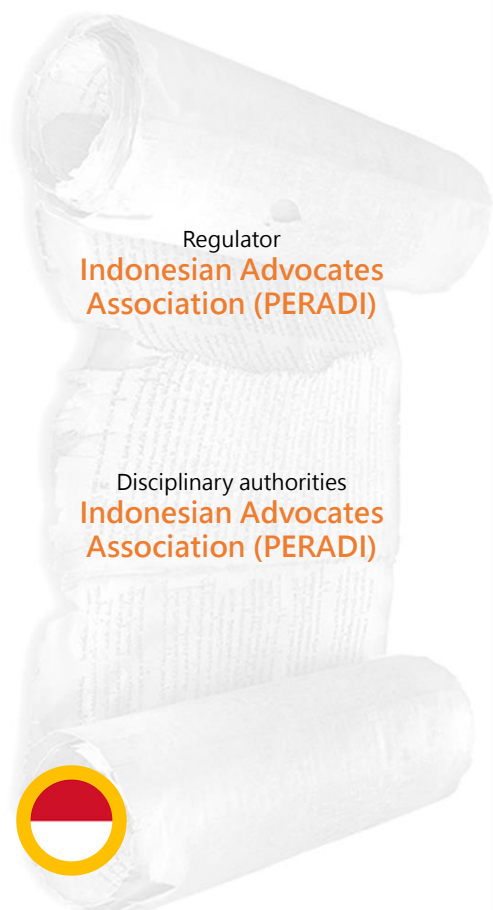 Regulator
Indonesian Advocates
Association (PERADI)
Disciplinary authorities
Indonesian Advocates
Association (PERADI)